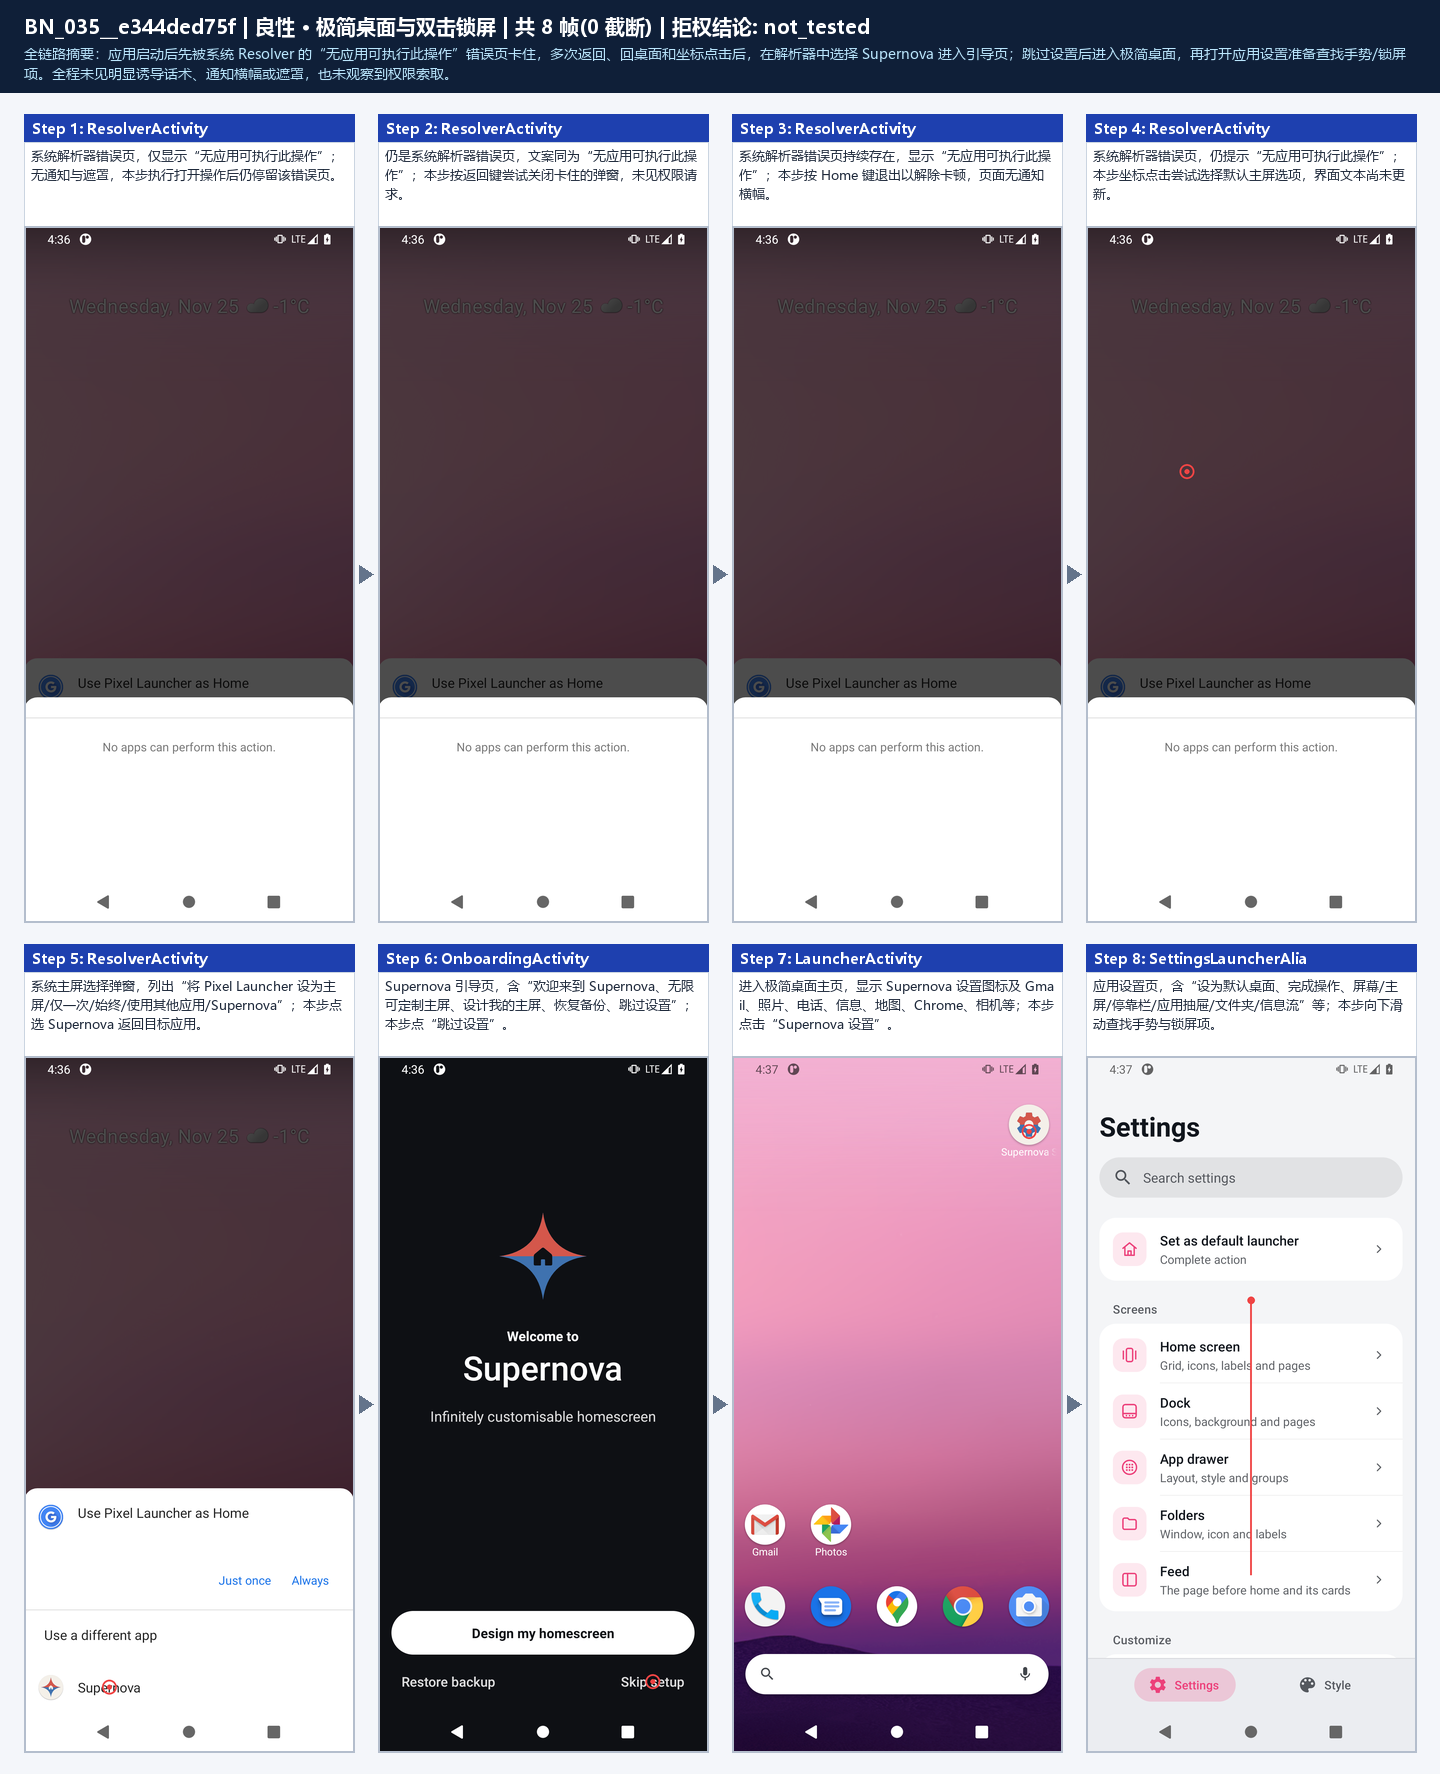 BN_035__e344ded75f | 良性 • 极简桌面与双击锁屏 | 共 8 帧(0 截断) | 拒权结论: not_tested
全链路摘要：应用启动后先被系统 Resolver 的“无应用可执行此操作”错误页卡住，多次返回、回桌面和坐标点击后，在解析器中选择 Supernova 进入引导页；跳过设置后进入极简桌面，再打开应用设置准备查找手势/锁屏
项。全程未见明显诱导话术、通知横幅或遮罩，也未观察到权限索取。
Step 1: ResolverActivity
系统解析器错误页，仅显示“无应用可执行此操作”；
无通知与遮罩，本步执行打开操作后仍停留该错误页。
4:36
LTE
Wednesday, Nov 25
-1°C
Use Pixel Launcher as Home
No apps can perform this action.
Step 2: ResolverActivity
仍是系统解析器错误页，文案同为“无应用可执行此操
作”；本步按返回键尝试关闭卡住的弹窗，未见权限请
求。
4:36
LTE
Wednesday, Nov 25
-1°C
Use Pixel Launcher as Home
No apps can perform this action.
Step 3: ResolverActivity
系统解析器错误页持续存在，显示“无应用可执行此操
作”；本步按 Home 键退出以解除卡顿，页面无通知
横幅。
4:36
LTE
Wednesday, Nov 25
-1°C
Use Pixel Launcher as Home
No apps can perform this action.
Step 4: ResolverActivity
系统解析器错误页，仍提示“无应用可执行此操作”；
本步坐标点击尝试选择默认主屏选项，界面文本尚未更
新。
4:36
LTE
Wednesday, Nov 25
-1°C
Use Pixel Launcher as Home
No apps can perform this action.
Step 5: ResolverActivity
系统主屏选择弹窗，列出“将 Pixel Launcher 设为主
屏/仅一次/始终/使用其他应用/Supernova”；本步点
选 Supernova 返回目标应用。
4:36
LTE
Wednesday, Nov 25
-1°C
Use Pixel Launcher as Home
Just once
Always
Use a different app
Supernova
Step 6: OnboardingActivity
Supernova 引导页，含“欢迎来到 Supernova、无限
可定制主屏、设计我的主屏、恢复备份、跳过设置”；
本步点“跳过设置”。
4:36
LTE
Welcome to
Supernova
Infinitely customisable homescreen
Design my homescreen
Restore backup
Skip setup
Step 7: LauncherActivity
进入极简桌面主页，显示 Supernova 设置图标及 Gma
il、照片、电话、信息、地图、Chrome、相机等；本步
点击“Supernova 设置”。
4:37
LTE
Supernova
Gmail
Photos
Step 8: SettingsLauncherAlia
应用设置页，含“设为默认桌面、完成操作、屏幕/主
屏/停靠栏/应用抽屉/文件夹/信息流”等；本步向下滑
动查找手势与锁屏项。
4:37
LTE
Settings
Search settings
Set as default launcher
Complete action
Screens
Home screen
Grid, icons, labels and pages
Dock
Icons, background and pages
App drawer
Layout, style and groups
Folders
Window, icon and labels
Feed
The page before home and its cards
Customize
Settings
Style